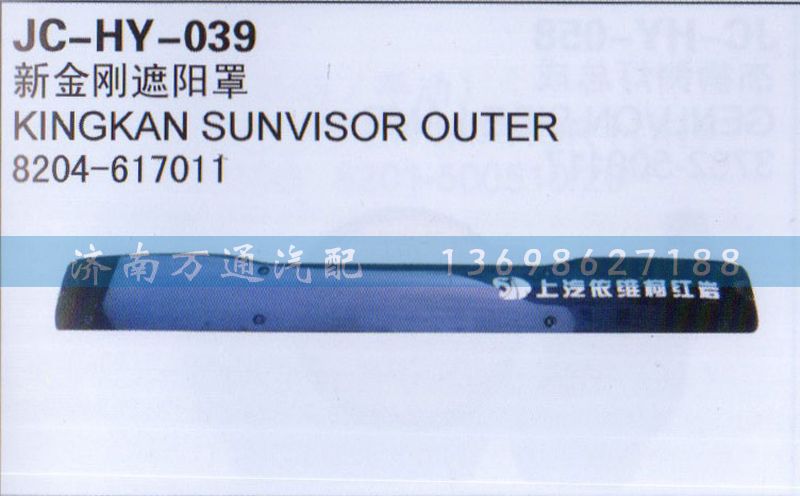 JC-HY-039
新金刚遮阳罩
KINGKAN SUNVISOR OUTER
8204-617011
济南万通汽配 13698627188
上汽依维柯红岩